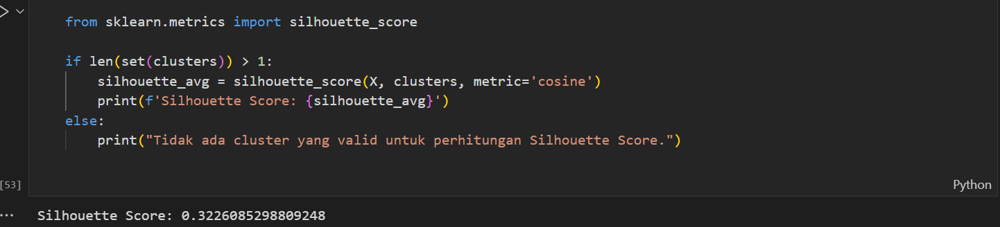 from sklearn.metrics import silhouette_score
if len(set(clusters)) > 1:
    silhouette_avg = silhouette_score(X, clusters, metric='cosine')
    print(f'Silhouette Score: {silhouette_avg}')
else:
    print("Tidak ada cluster yang valid untuk perhitungan Silhouette Score.")
[53]
Python
... Silhouette Score: 0.3226085298809248